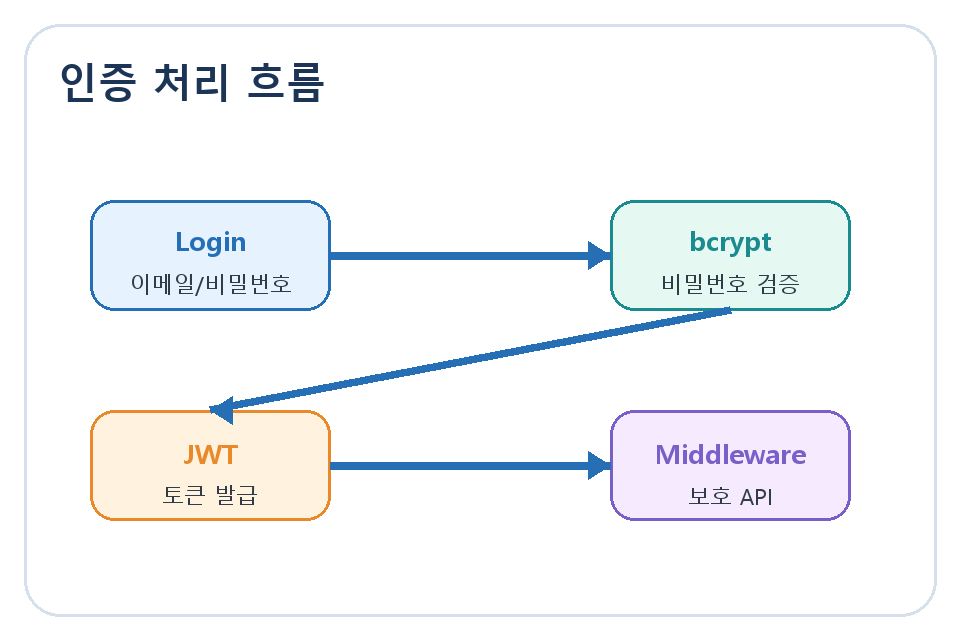 인증 처리 흐름
Login
이메일/비밀번호
bcrypt
비밀번호 검증
JWT
토큰 발급
Middleware
보호 API